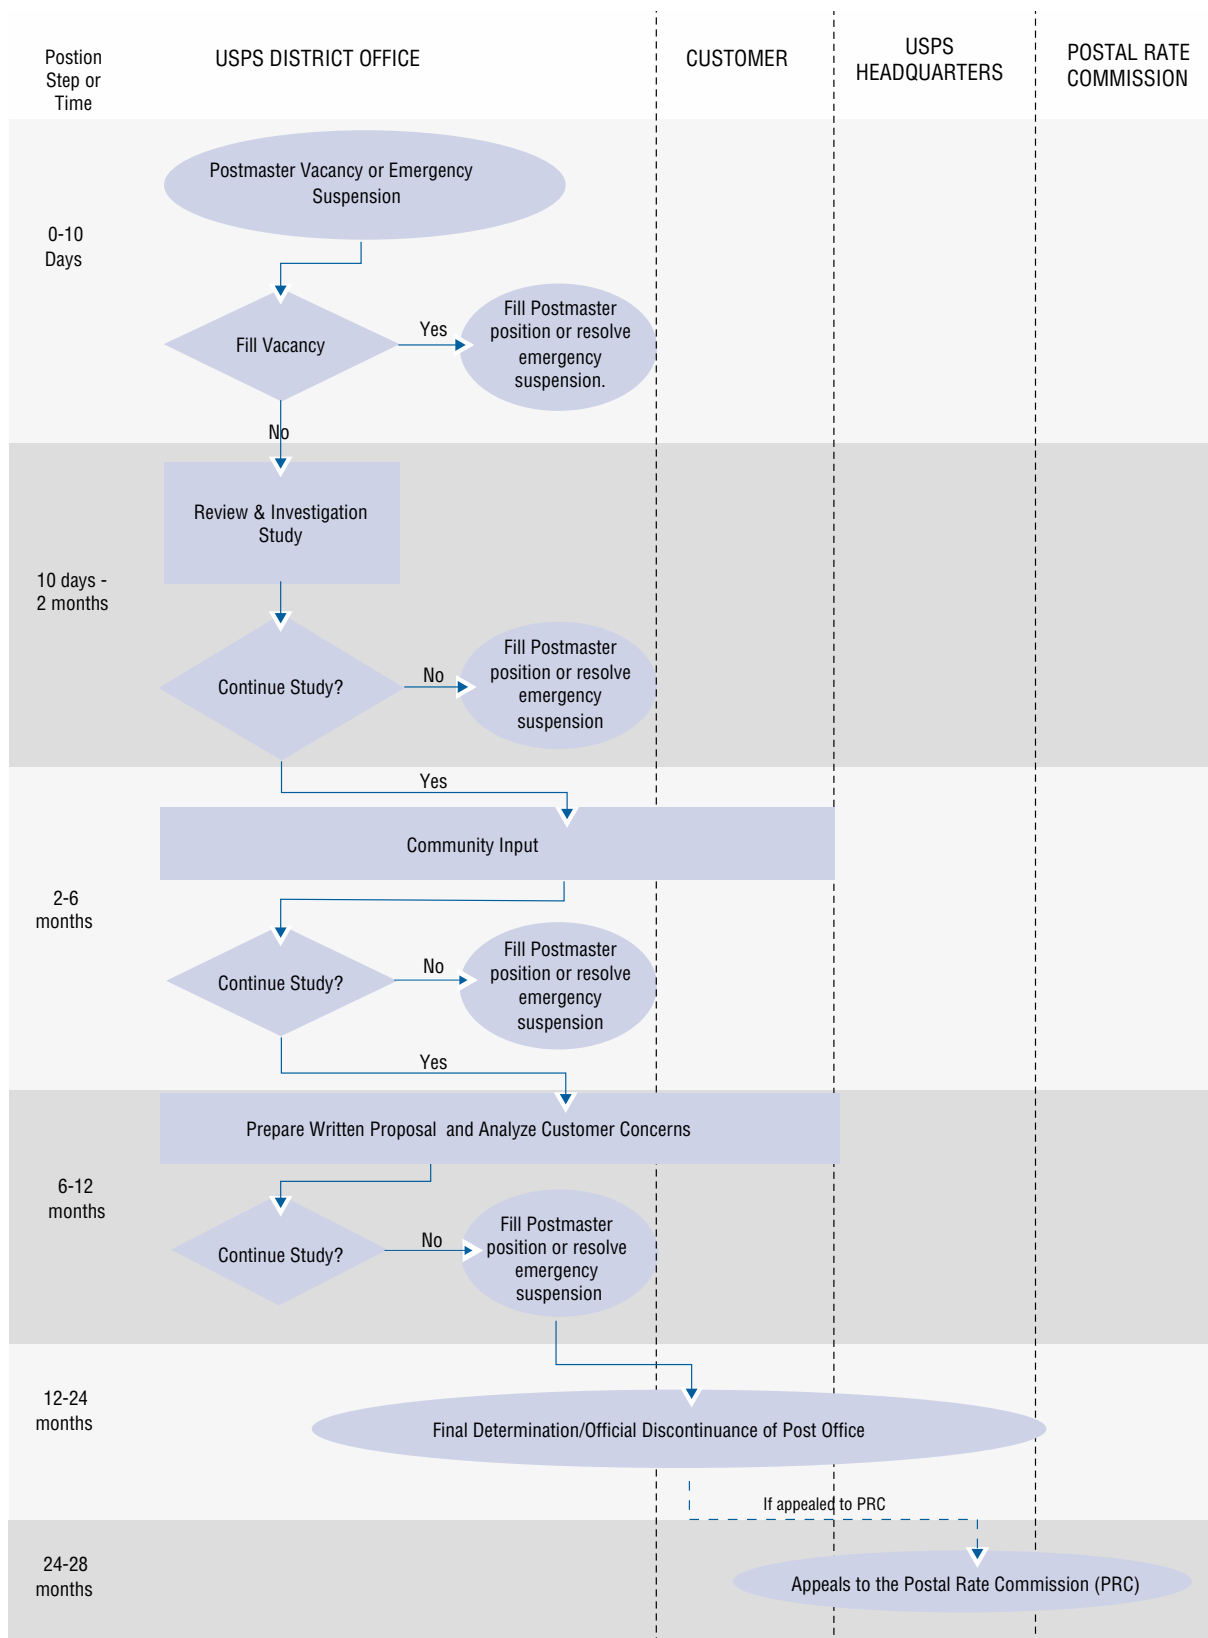 Postion
Step or
Time
USPS DISTRICT OFFICE
CUSTOMER
USPS
HEADQUARTERS
POSTAL RATE
COMMISSION
0-10
Days
Postmaster Vacancy or Emergency
Suspension
Fill Vacancy
Yes
Fill Postmaster
position or resolve
emergency
suspension.
No
10 days -
2 months
Review & Investigation
Study
Continue Study?
No
Fill Postmaster
position or resolve
emergency
suspension
Yes
2-6
months
Community Input
Continue Study?
No
Fill Postmaster
position or resolve
emergency
suspension
Yes
6-12
months
Prepare Written Proposal  and Analyze Customer Concerns
Continue Study?
No
Fill Postmaster
position or resolve
emergency
suspension
12-24
months
Final Determination/Official Discontinuance of Post Office
If appealed to PRC
24-28
months
Appeals to the Postal Rate Commission (PRC)